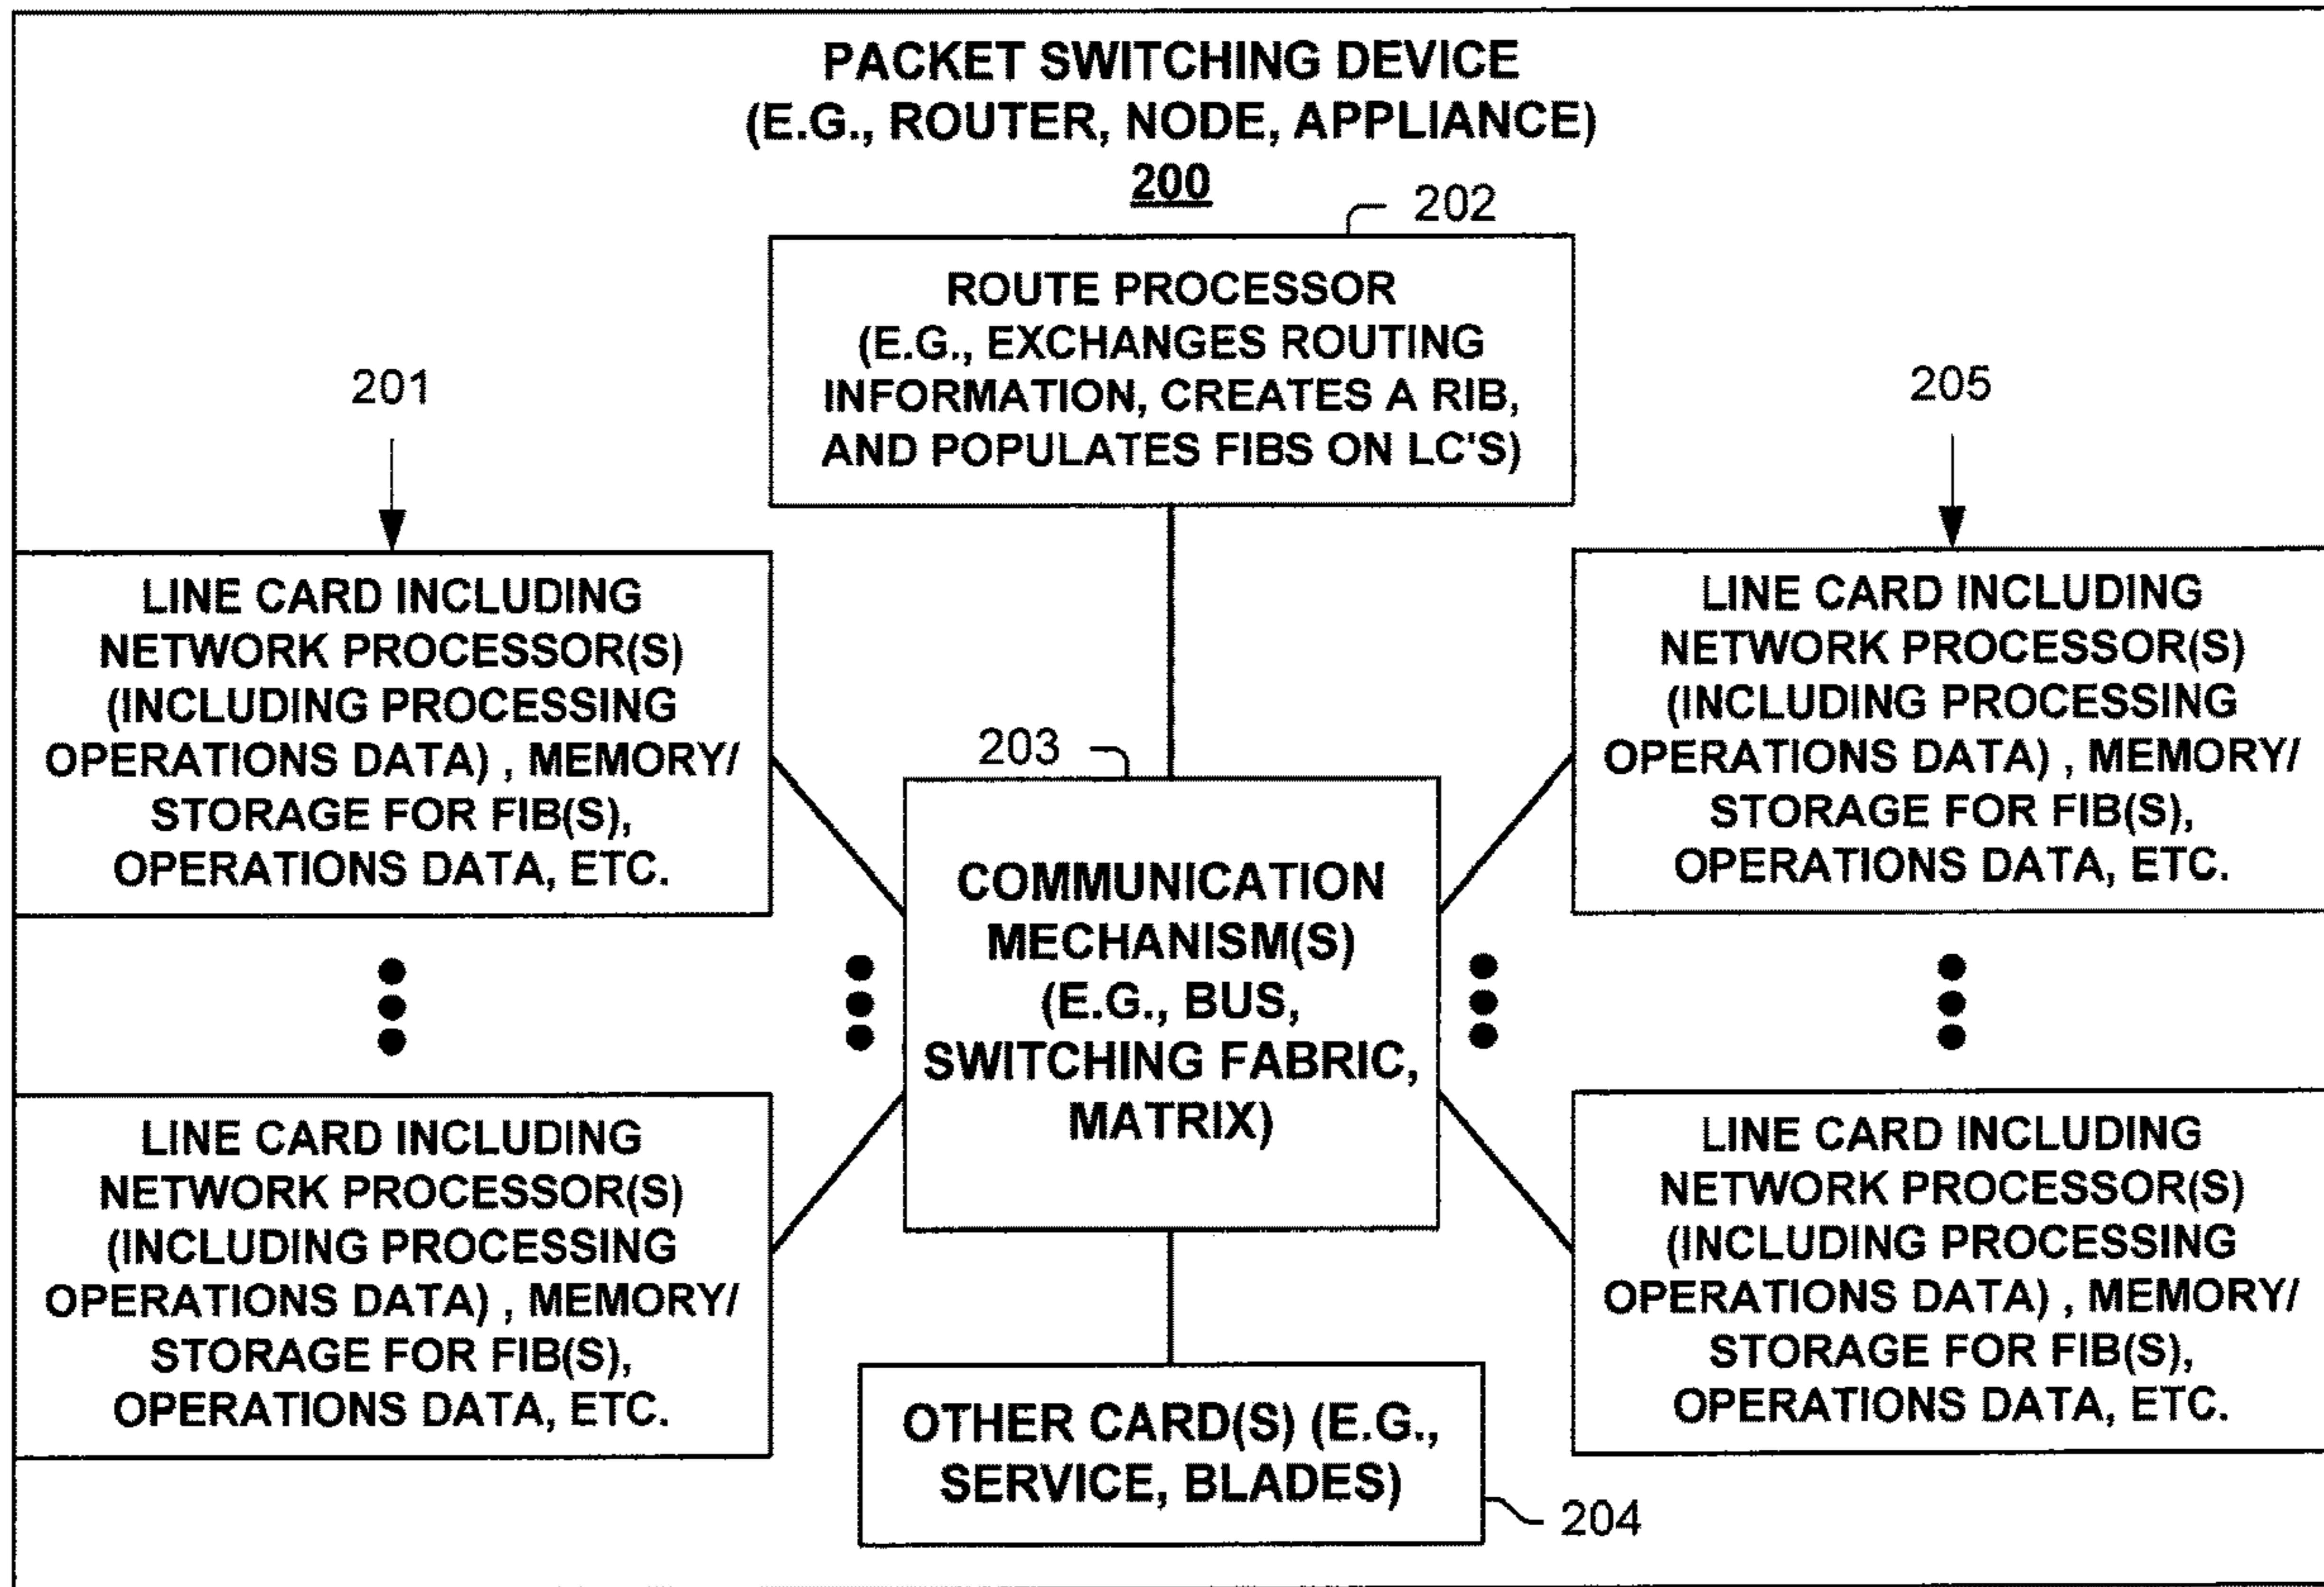 PACKET SWITCHING DEVICE
(E.G., ROUTER, NODE, APPLIANCE)
200
202
ROUTE PROCESSOR
(E.G., EXCHANGES ROUTING
INFORMATION, CREATES A RIB,
AND POPULATES FIBS ON LC'S)
201
LINE CARD INCLUDING
NETWORK PROCESSOR(S)
(INCLUDING PROCESSING
OPERATIONS DATA) , MEMORY/
STORAGE FOR FIB(S),
OPERATIONS DATA, ETC.
LINE CARD INCLUDING
NETWORK PROCESSOR(S)
(INCLUDING PROCESSING
OPERATIONS DATA) , MEMORY/
STORAGE FOR FIB(S),
OPERATIONS DATA, ETC.
203
COMMUNICATION
MECHANISM(S)
(E.G., BUS,
SWITCHING FABRIC,
MATRIX)
OTHER CARD(S) (E.G.,
SERVICE, BLADES)
204
205
LINE CARD INCLUDING
NETWORK PROCESSOR(S)
(INCLUDING PROCESSING
OPERATIONS DATA) , MEMORY/
STORAGE FOR FIB(S),
OPERATIONS DATA, ETC.
LINE CARD INCLUDING
NETWORK PROCESSOR(S)
(INCLUDING PROCESSING
OPERATIONS DATA) , MEMORY/
STORAGE FOR FIB(S),
OPERATIONS DATA, ETC.